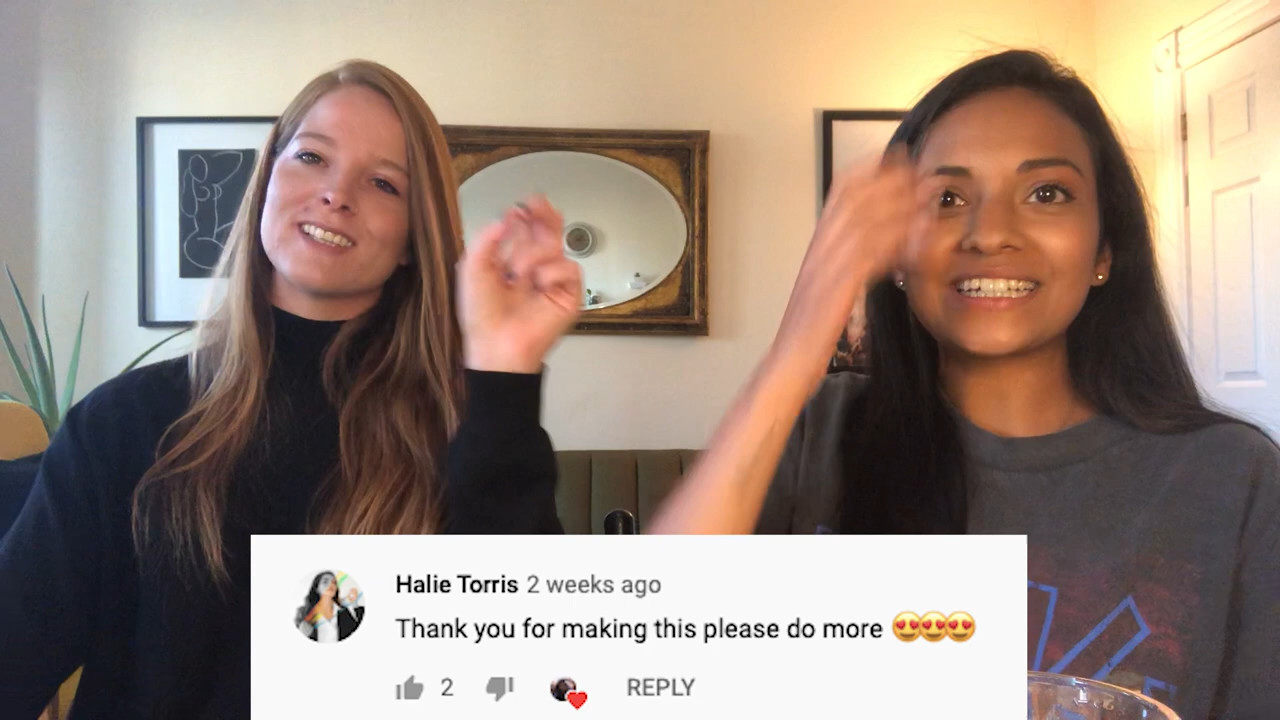 Halie Torris 2 weeks ago
Thank you for making this please do more 😍😍😍
2 REPLY